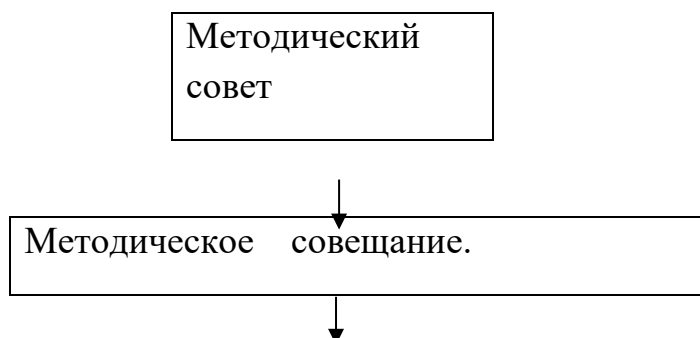 Методический
совет
Методическое совещание.